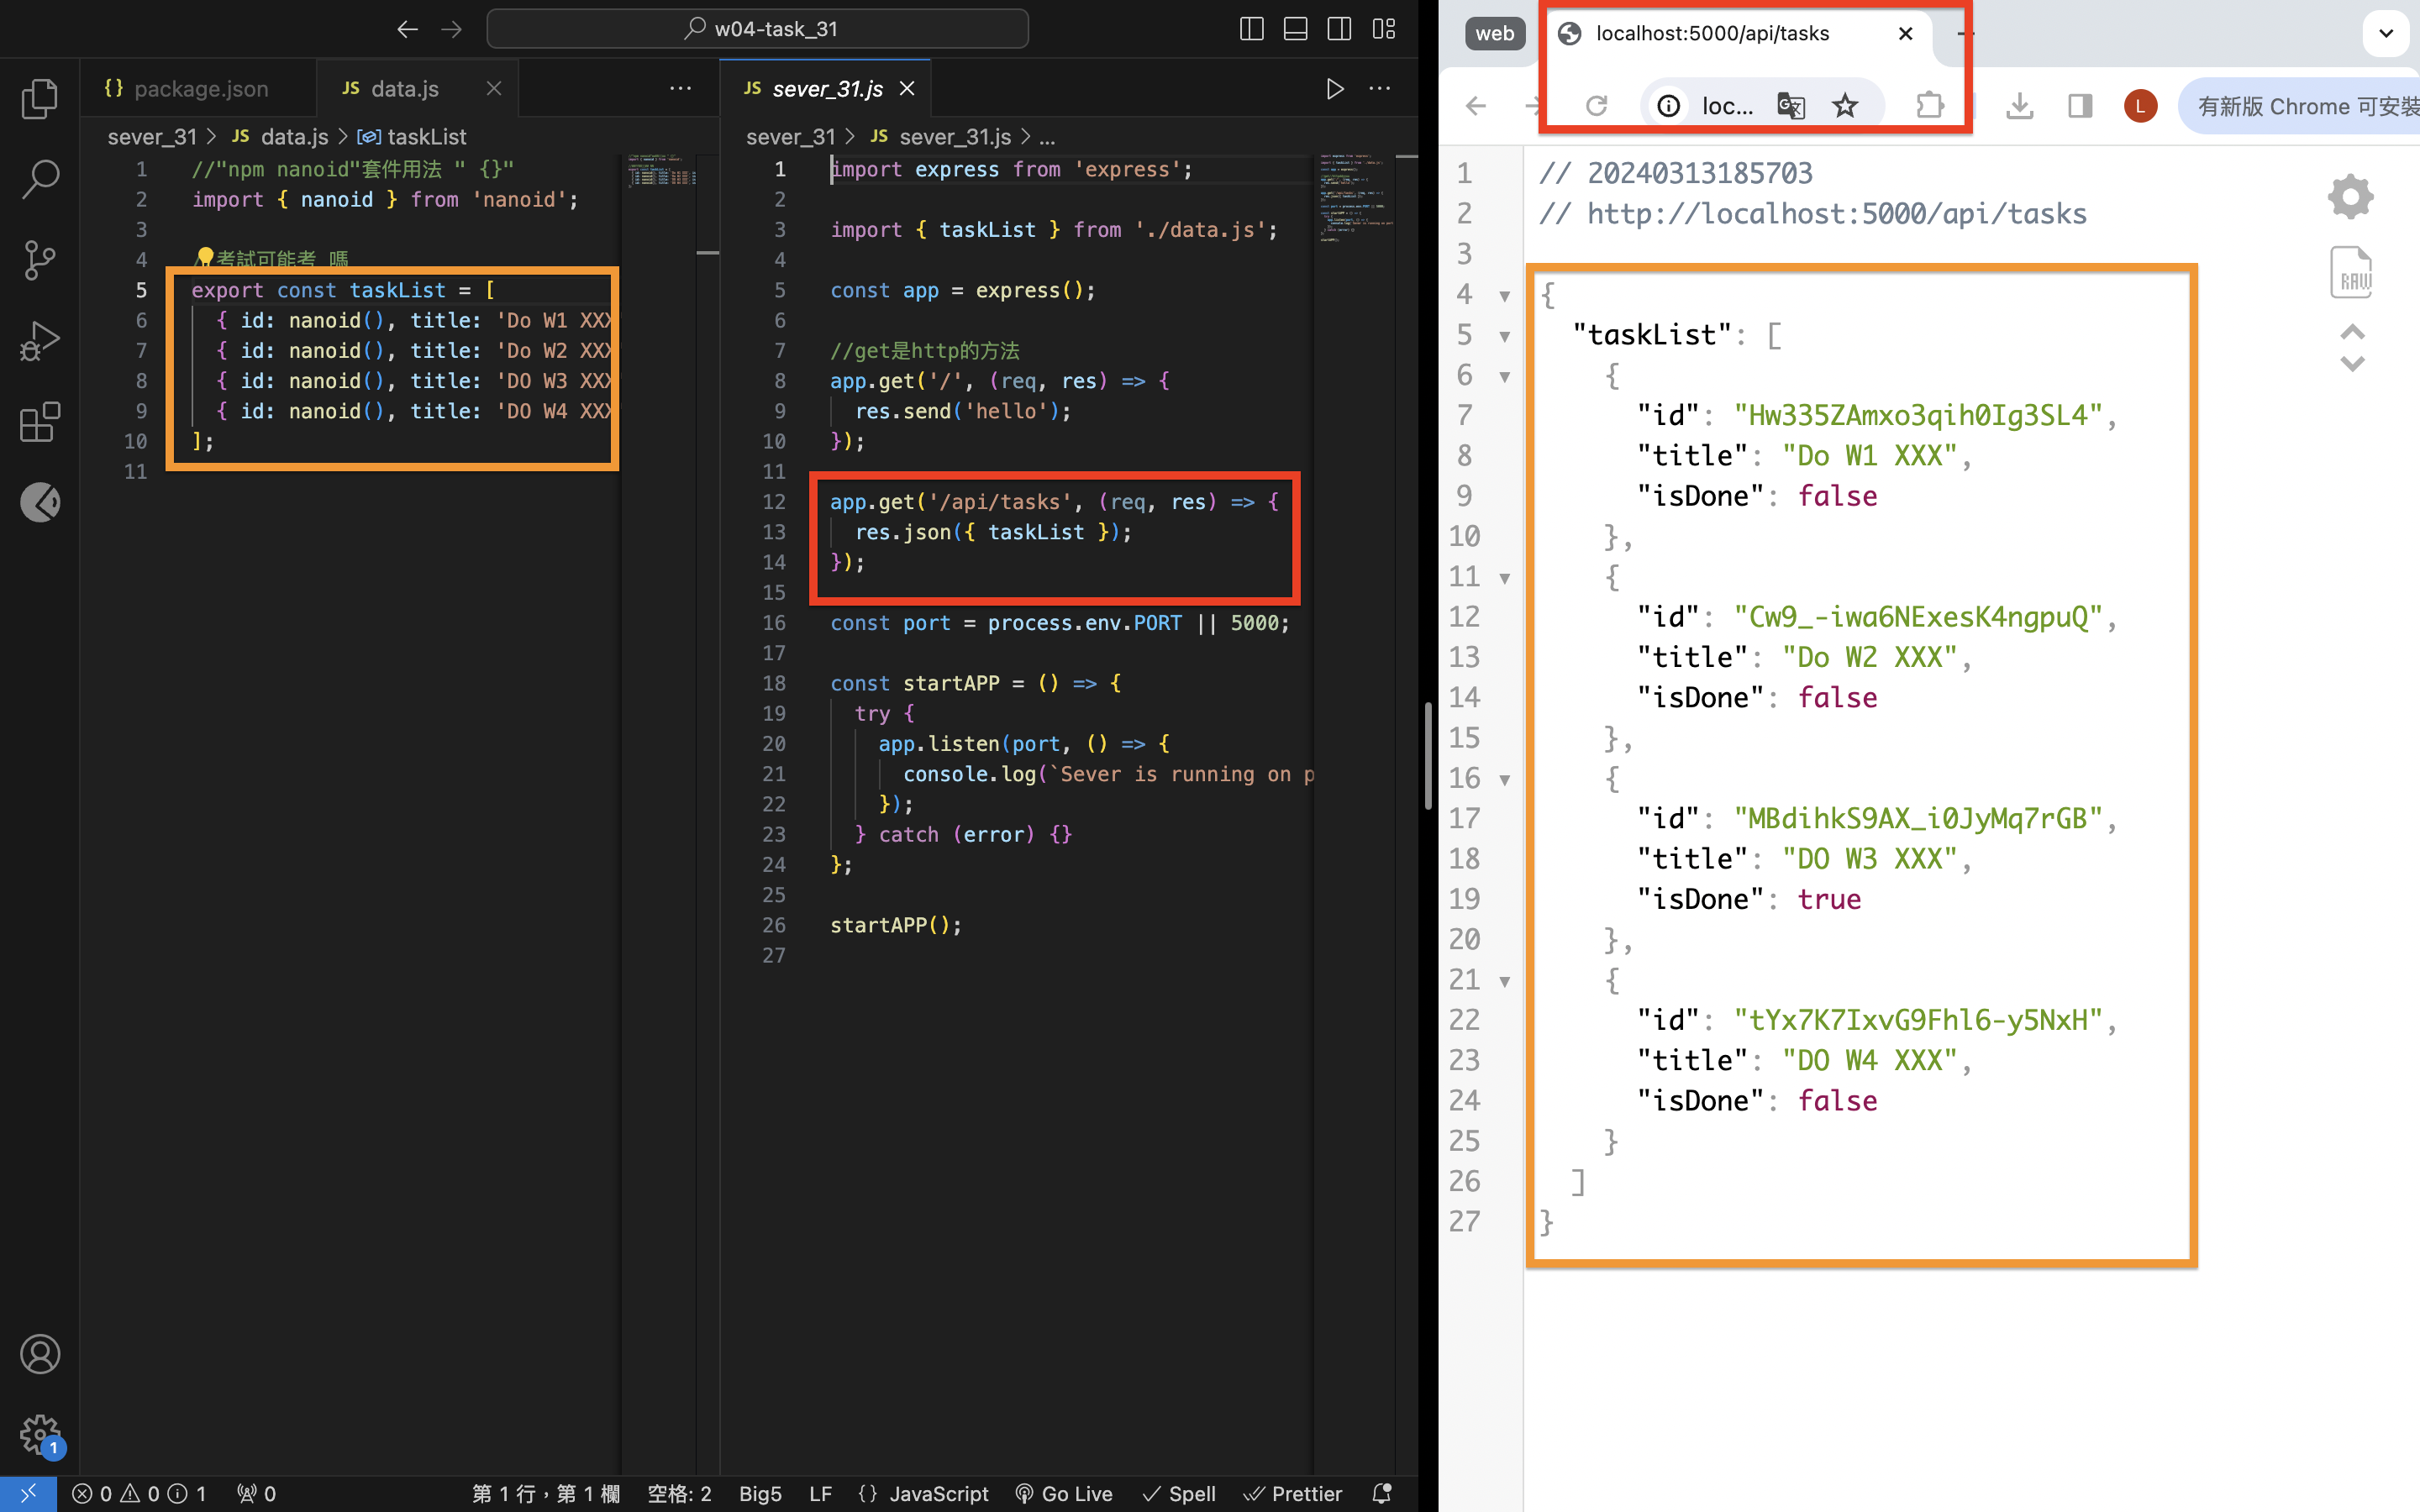 w04-task_31
package.json
JS data.js
JS sever_31.js
sever_31 > JS data.js > taskList
1 //"npm nanoid"套件用法 " {}"
2 import { nanoid } from 'nanoid';
3
4 考試可能考 嗎
5 export const taskList = [
6 { id: nanoid(), title: 'Do W1 XXX
7 { id: nanoid(), title: 'Do W2 XXX
8 { id: nanoid(), title: 'DO W3 XXX
9 { id: nanoid(), title: 'DO W4 XXX
10 ];
11
sever_31 > JS sever_31.js > ...
1 import express from 'express';
2
3 import { taskList } from './data.js';
4
5 const app = express();
6
7 //get是http的方法
8 app.get('/', (req, res) => {
9 res.send('hello');
10 });
11
12 app.get('/api/tasks', (req, res) => {
13 res.json({ taskList });
14 });
15
16 const port = process.env.PORT || 5000;
17
18 const startAPP = () => {
19 try {
20 app.listen(port, () => {
21 console.log(`Sever is running on p
22 });
23 } catch (error) {}
24 };
25
26 startAPP();
27
1
0 0 1 0 第 1 行，第 1 欄 空格: 2 Big5 LF {} JavaScript Go Live Spell Prettier
web localhost:5000/api/tasks
loc... L 有新版 Chrome 可安裝
1 // 20240313185703
2 // http://localhost:5000/api/tasks
3
4 {
5 "taskList": [
6 {
7 "id": "Hw335ZAmxo3qih0Ig3SL4",
8 "title": "Do W1 XXX",
9 "isDone": false
10 },
11 {
12 "id": "Cw9_-iwa6NExesK4ngpuQ",
13 "title": "Do W2 XXX",
14 "isDone": false
15 },
16 {
17 "id": "MBdihkS9AX_i0JyMq7rGB",
18 "title": "DO W3 XXX",
19 "isDone": true
20 },
21 {
22 "id": "tYx7K7IxvG9Fhl6-y5NxH",
23 "title": "DO W4 XXX",
24 "isDone": false
25 }
26 ]
27 }
RAW